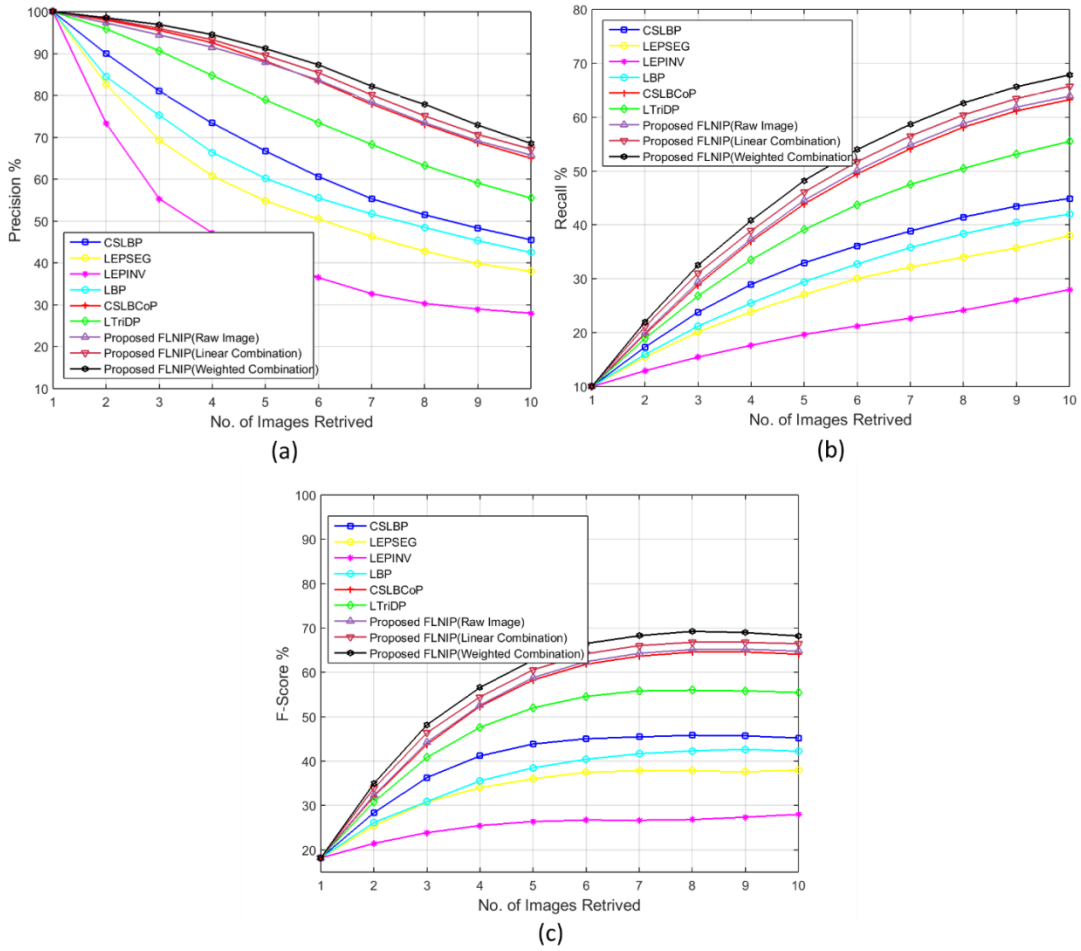 100
90
80
70
60
50
40
30
20
10
Precision %
CSLBP
LEPSEG
LEPINV
LBP
CSLBCoP
LTriDP
Proposed FLNIP(Raw Image)
Proposed FLNIP(Linear Combination)
Proposed FLNIP(Weighted Combination)
1 2 3 4 5 6 7 8 9 10
No. of Images Retrived
(a)
80
70
60
50
40
30
20
10
Recall %
CSLBP
LEPSEG
LEPINV
LBP
CSLBCoP
LTriDP
Proposed FLNIP(Raw Image)
Proposed FLNIP(Linear Combination)
Proposed FLNIP(Weighted Combination)
1 2 3 4 5 6 7 8 9 10
No. of Images Retrived
(b)
100
90
80
70
60
50
40
30
20
F-Score %
CSLBP
LEPSEG
LEPINV
LBP
CSLBCoP
LTriDP
Proposed FLNIP(Raw Image)
Proposed FLNIP(Linear Combination)
Proposed FLNIP(Weighted Combination)
1 2 3 4 5 6 7 8 9 10
No. of Images Retrived
(c)